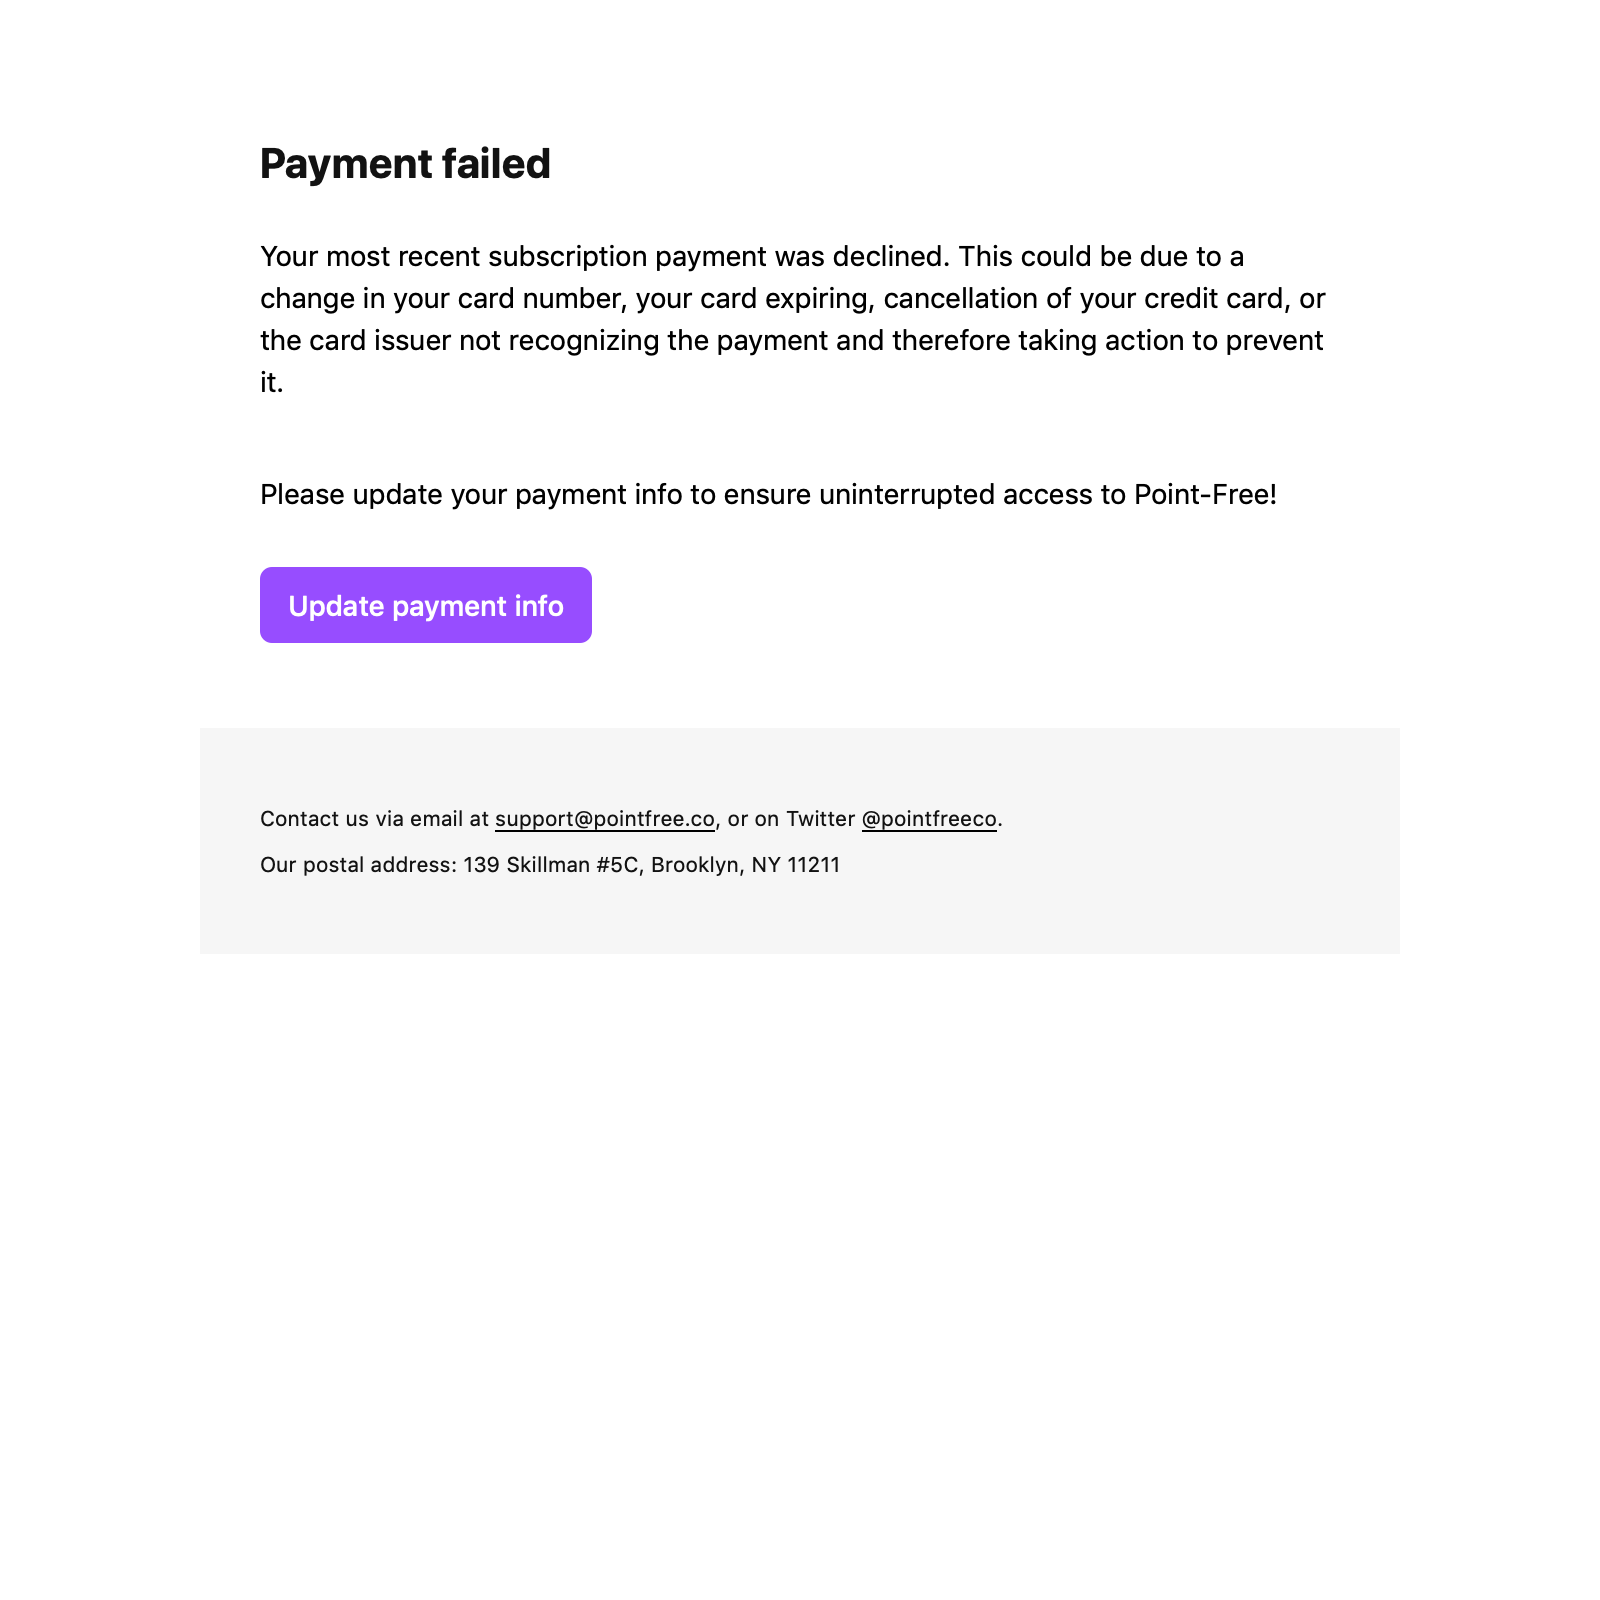 Payment failed
Your most recent subscription payment was declined. This could be due to a
change in your card number, your card expiring, cancellation of your credit card, or
the card issuer not recognizing the payment and therefore taking action to prevent
it.
Please update your payment info to ensure uninterrupted access to Point-Free!
Update payment info
Contact us via email at support@pointfree.co, or on Twitter @pointfreeco.
Our postal address: 139 Skillman #5C, Brooklyn, NY 11211